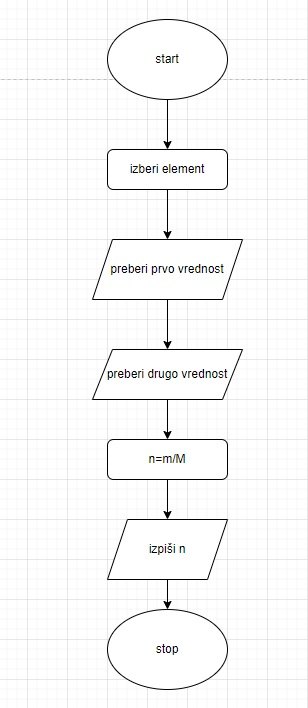 start
izberi element
preberi prvo vrednost
preberi drugo vrednost
n=m/M
izpiši n
stop